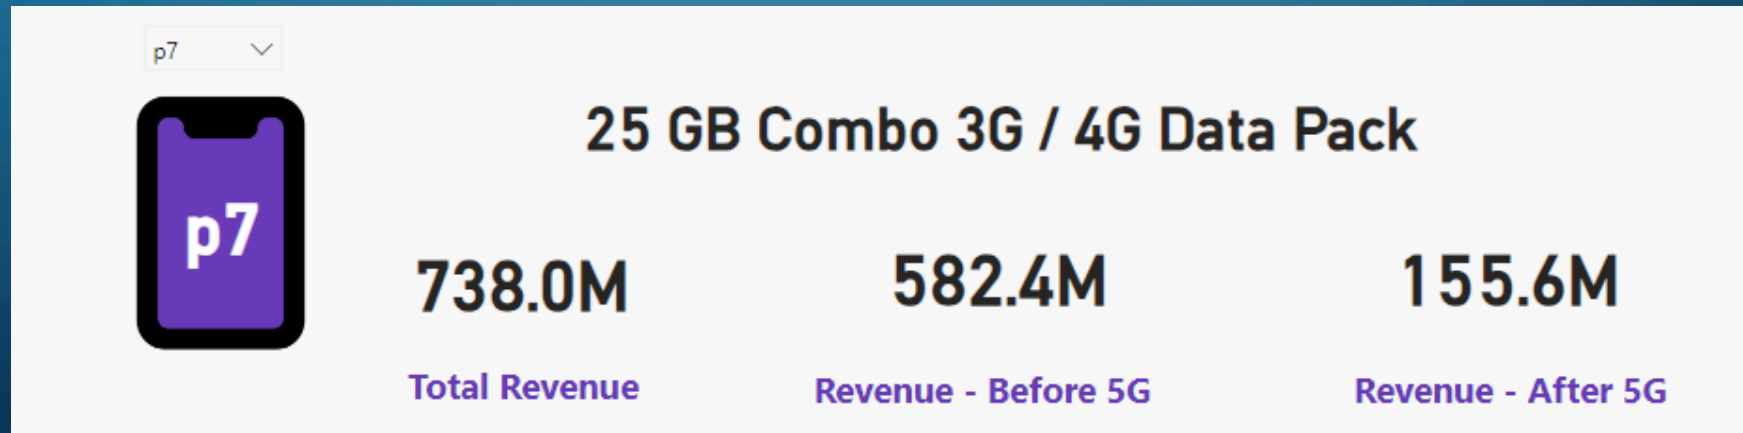 p7
25 GB Combo 3G / 4G Data Pack
p7
738.0M
582.4M
155.6M
Total Revenue
Revenue - Before 5G
Revenue - After 5G